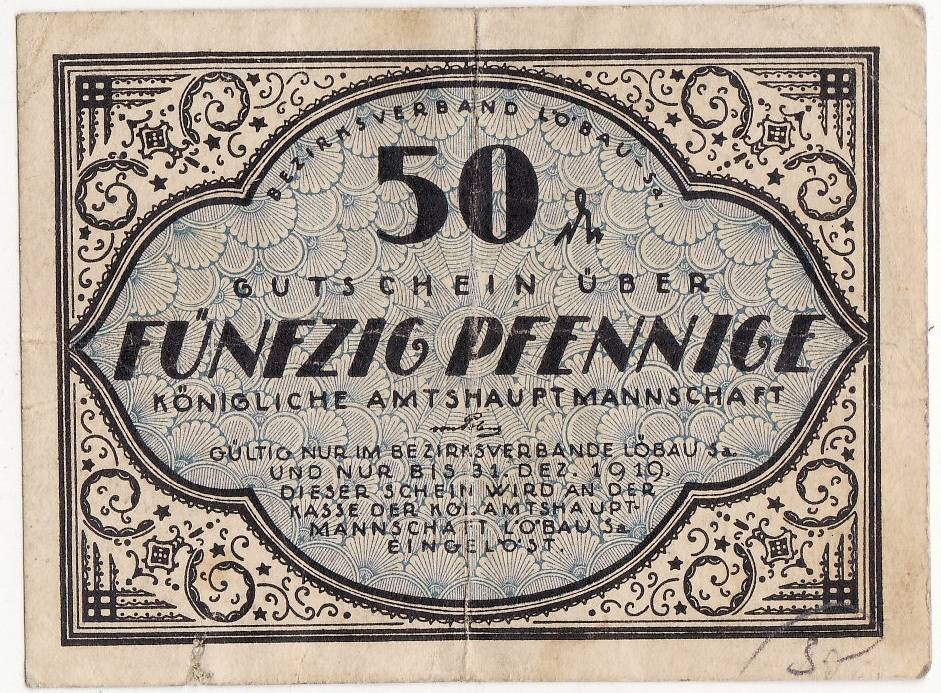 BEZIRKSVERBAND LÖBAU-Sa.
50 ₰
GUTSCHEIN ÜBER
FÜNFZIG PFENNIGE
KÖNIGLICHE AMTSHAUPTMANNSCHAFT
GÜLTIG NUR IM BEZIRKSVERBANDE LÖBAU Sa.
UND NUR BIS 31. DEZ. 1919.
DIESER SCHEIN WIRD AN DER
KASSE DER KGL. AMTSHAUPT-
MANNSCHAFT LÖBAU Sa
EINGELÖST.